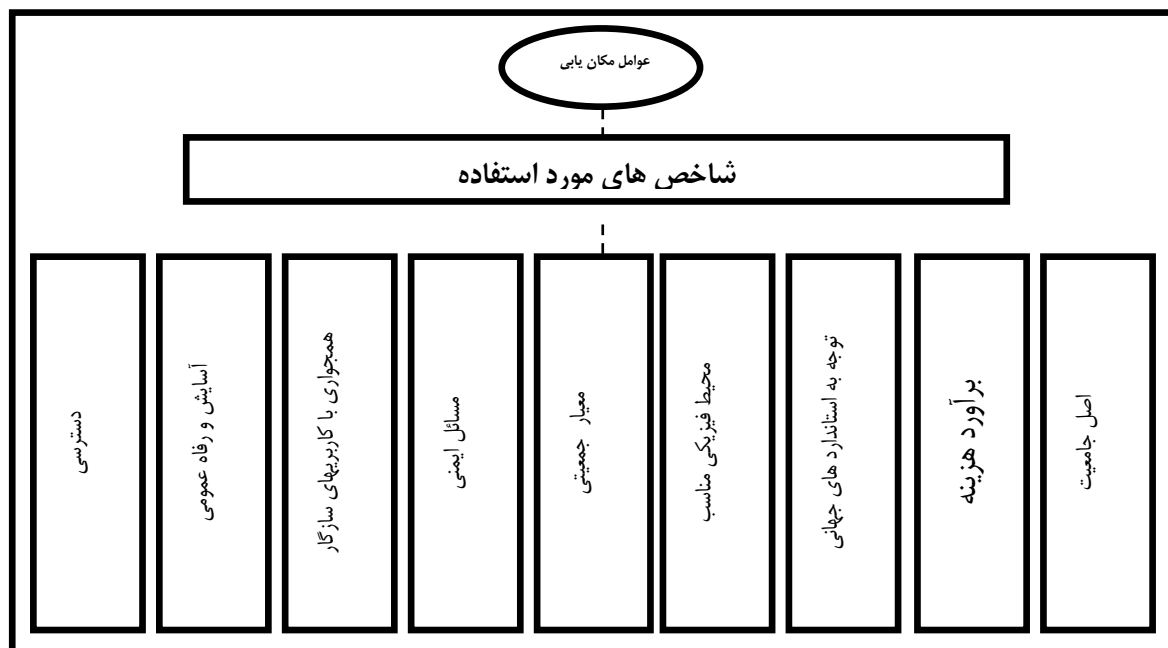 عوامل مکان یابی
شاخص های مورد استفاده
اصل جامعیت
برآورد هزینه
توجه به استاندارد های جهانی
محیط فیزیکی مناسب
معیار جمعیتی
مسائل ایمنی
همجواری با کاربریهای سازگار
آسایش و رفاه عمومی
دسترسی